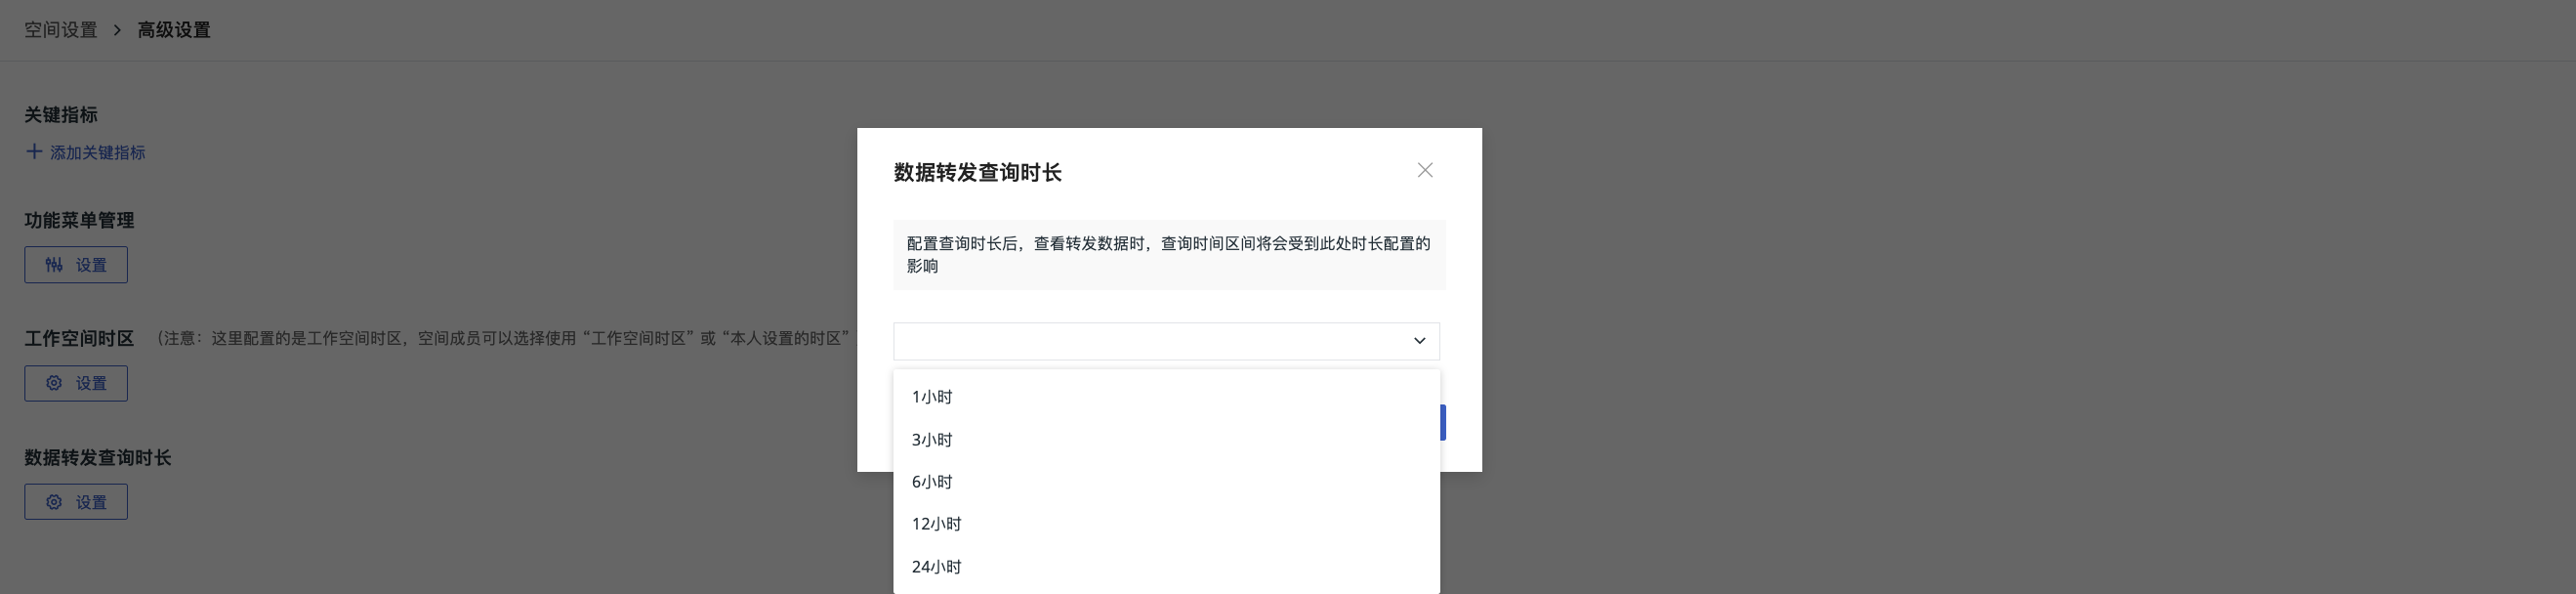 空间设置 > 高级设置
关键指标
添加关键指标
功能菜单管理
设置
工作空间时区 （注意：这里配置的是工作空间时区，空间成员可以选择使用“工作空间时区”或“本人设置的时区”
设置
数据转发查询时长
设置
数据转发查询时长
配置查询时长后，查看转发数据时，查询时间区间将会受到此处时长配置的
影响
1小时
3小时
6小时
12小时
24小时